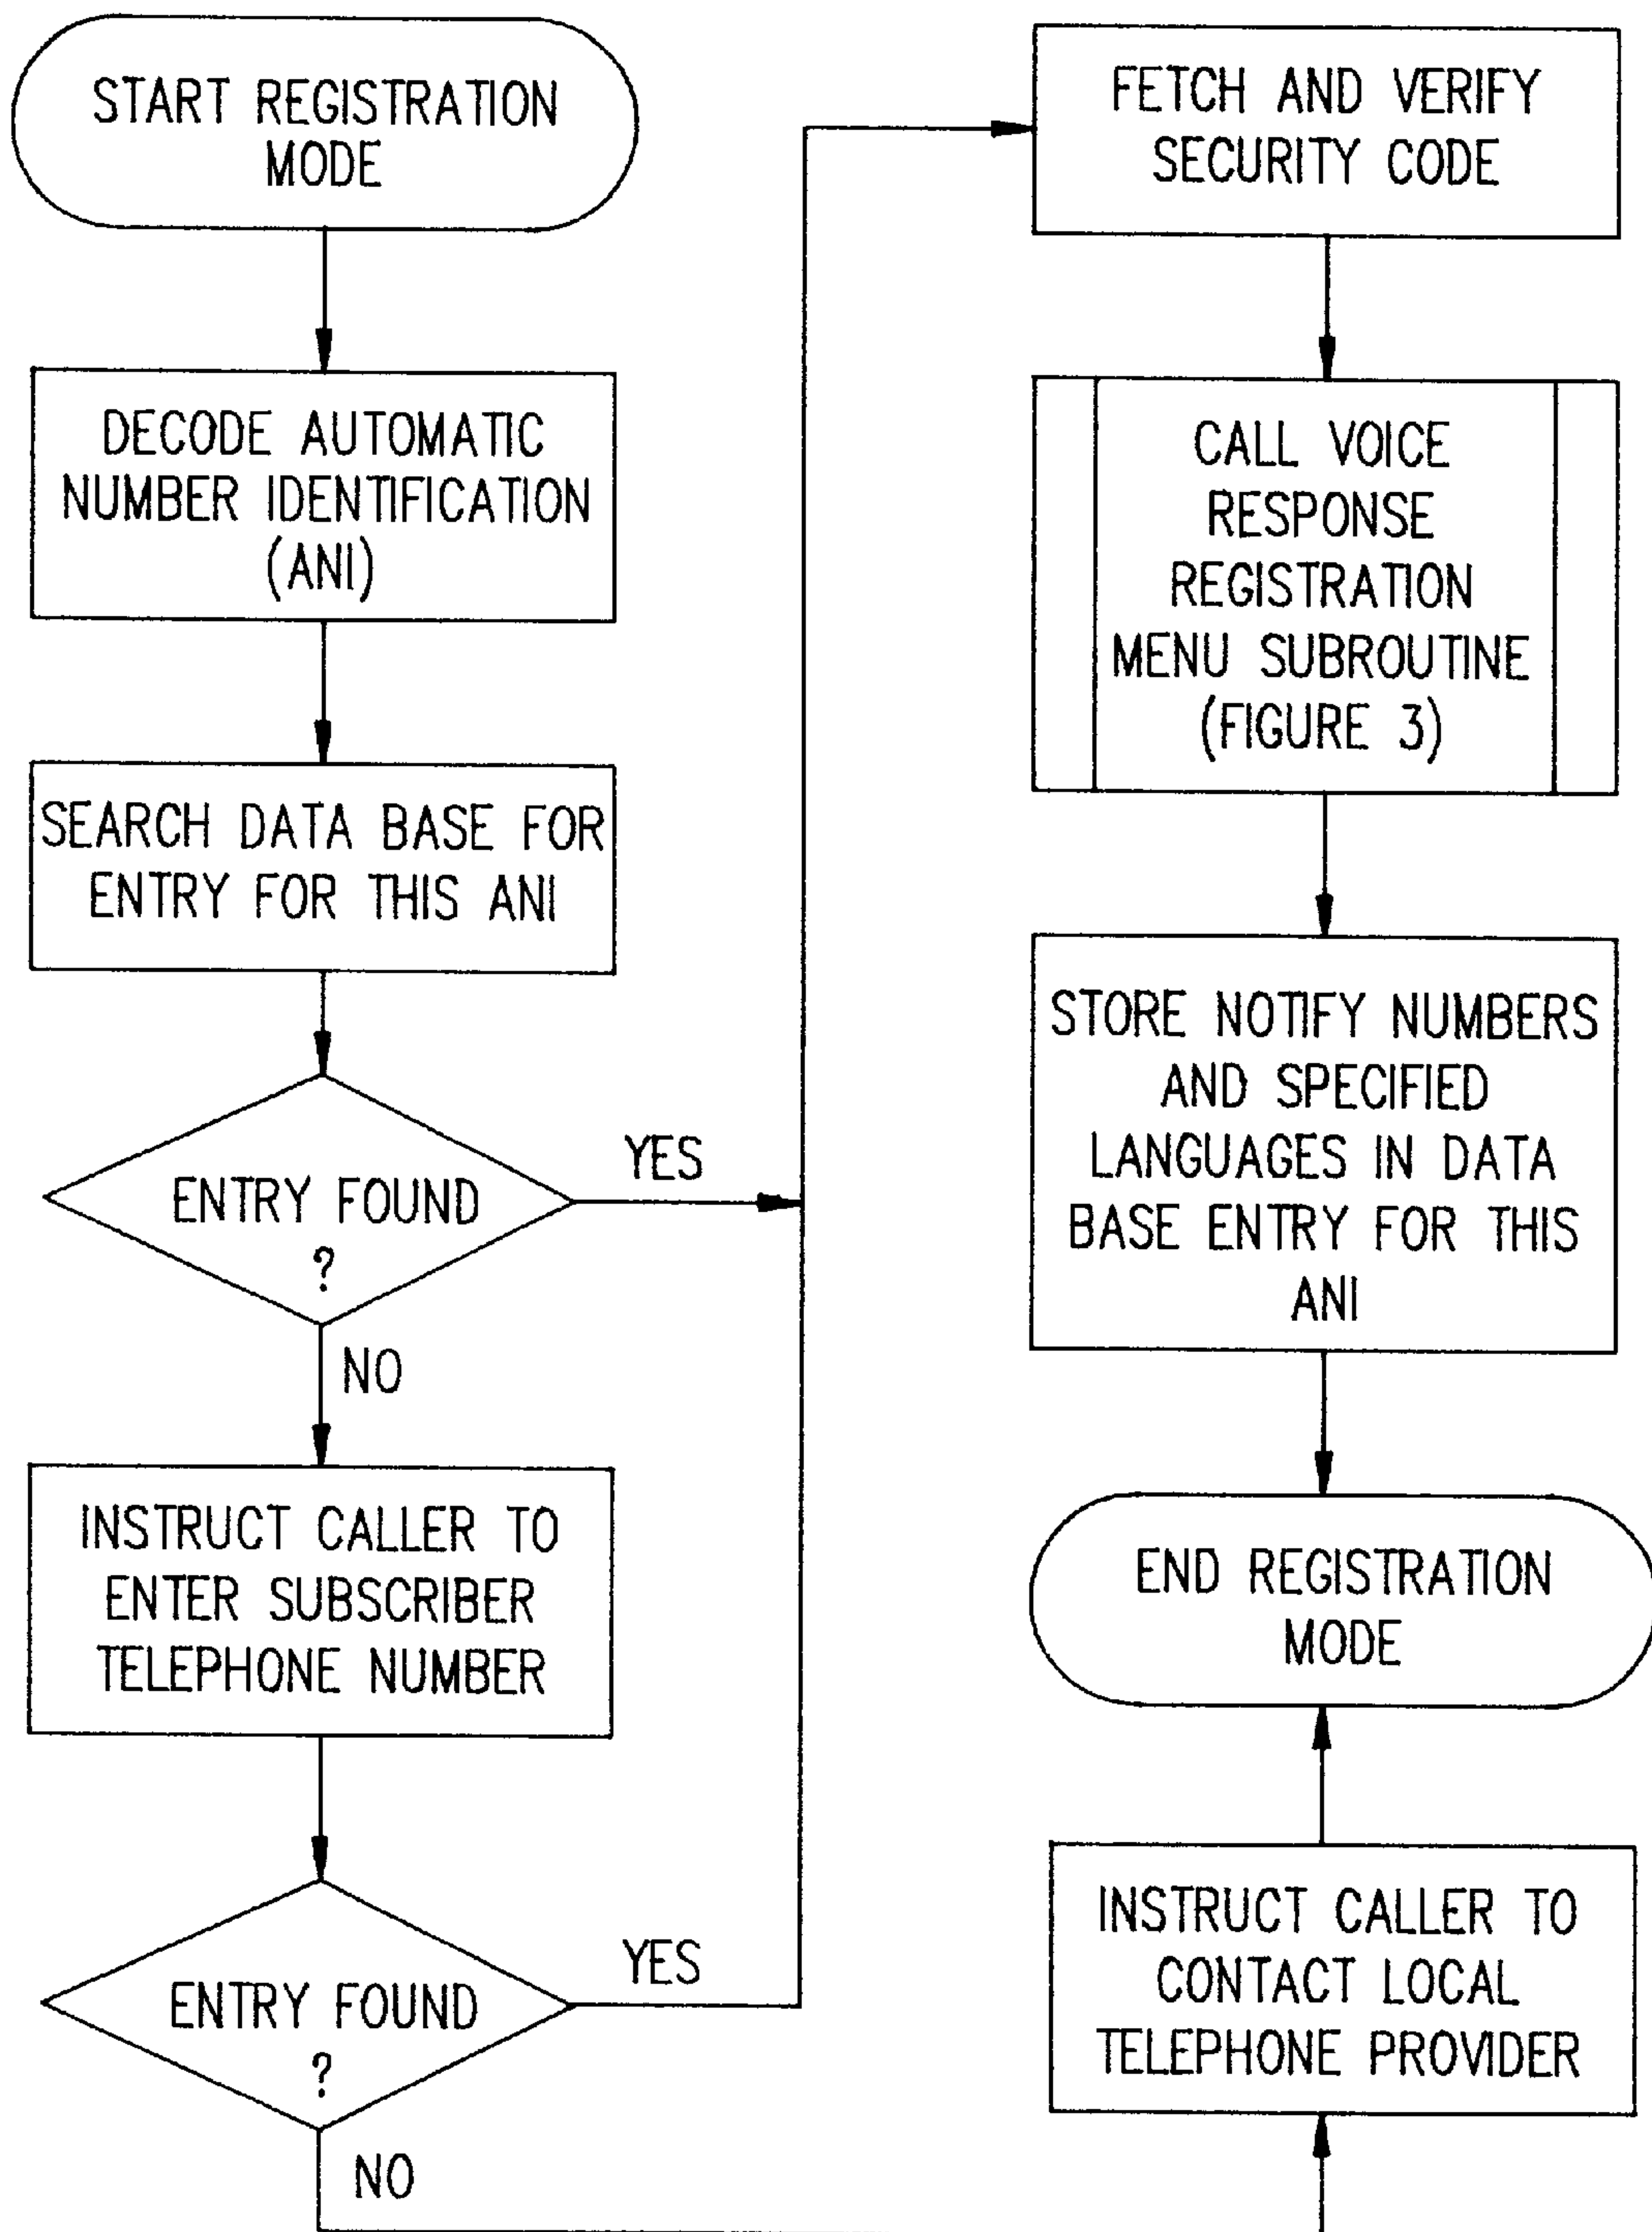 START REGISTRATION
MODE
DECODE AUTOMATIC
NUMBER IDENTIFICATION
(ANI)
SEARCH DATA BASE FOR
ENTRY FOR THIS ANI
ENTRY FOUND
?
YES
NO
INSTRUCT CALLER TO
ENTER SUBSCRIBER
TELEPHONE NUMBER
ENTRY FOUND
?
YES
NO
FETCH AND VERIFY
SECURITY CODE
CALL VOICE
RESPONSE
REGISTRATION
MENU SUBROUTINE
(FIGURE 3)
STORE NOTIFY NUMBERS
AND SPECIFIED
LANGUAGES IN DATA
BASE ENTRY FOR THIS
ANI
END REGISTRATION
MODE
INSTRUCT CALLER TO
CONTACT LOCAL
TELEPHONE PROVIDER